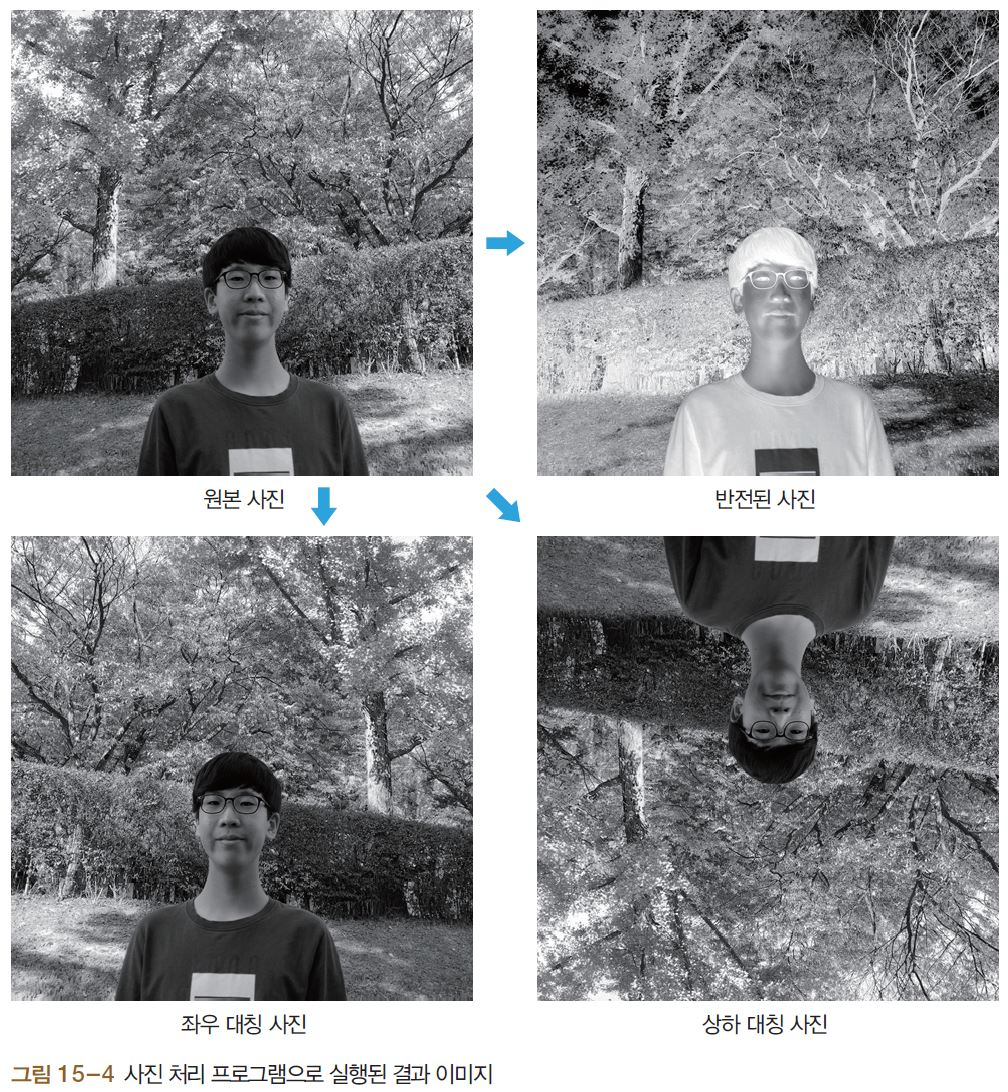 원본 사진
반전된 사진
좌우 대칭 사진
상하 대칭 사진
그림 15-4 사진 처리 프로그램으로 실행된 결과 이미지